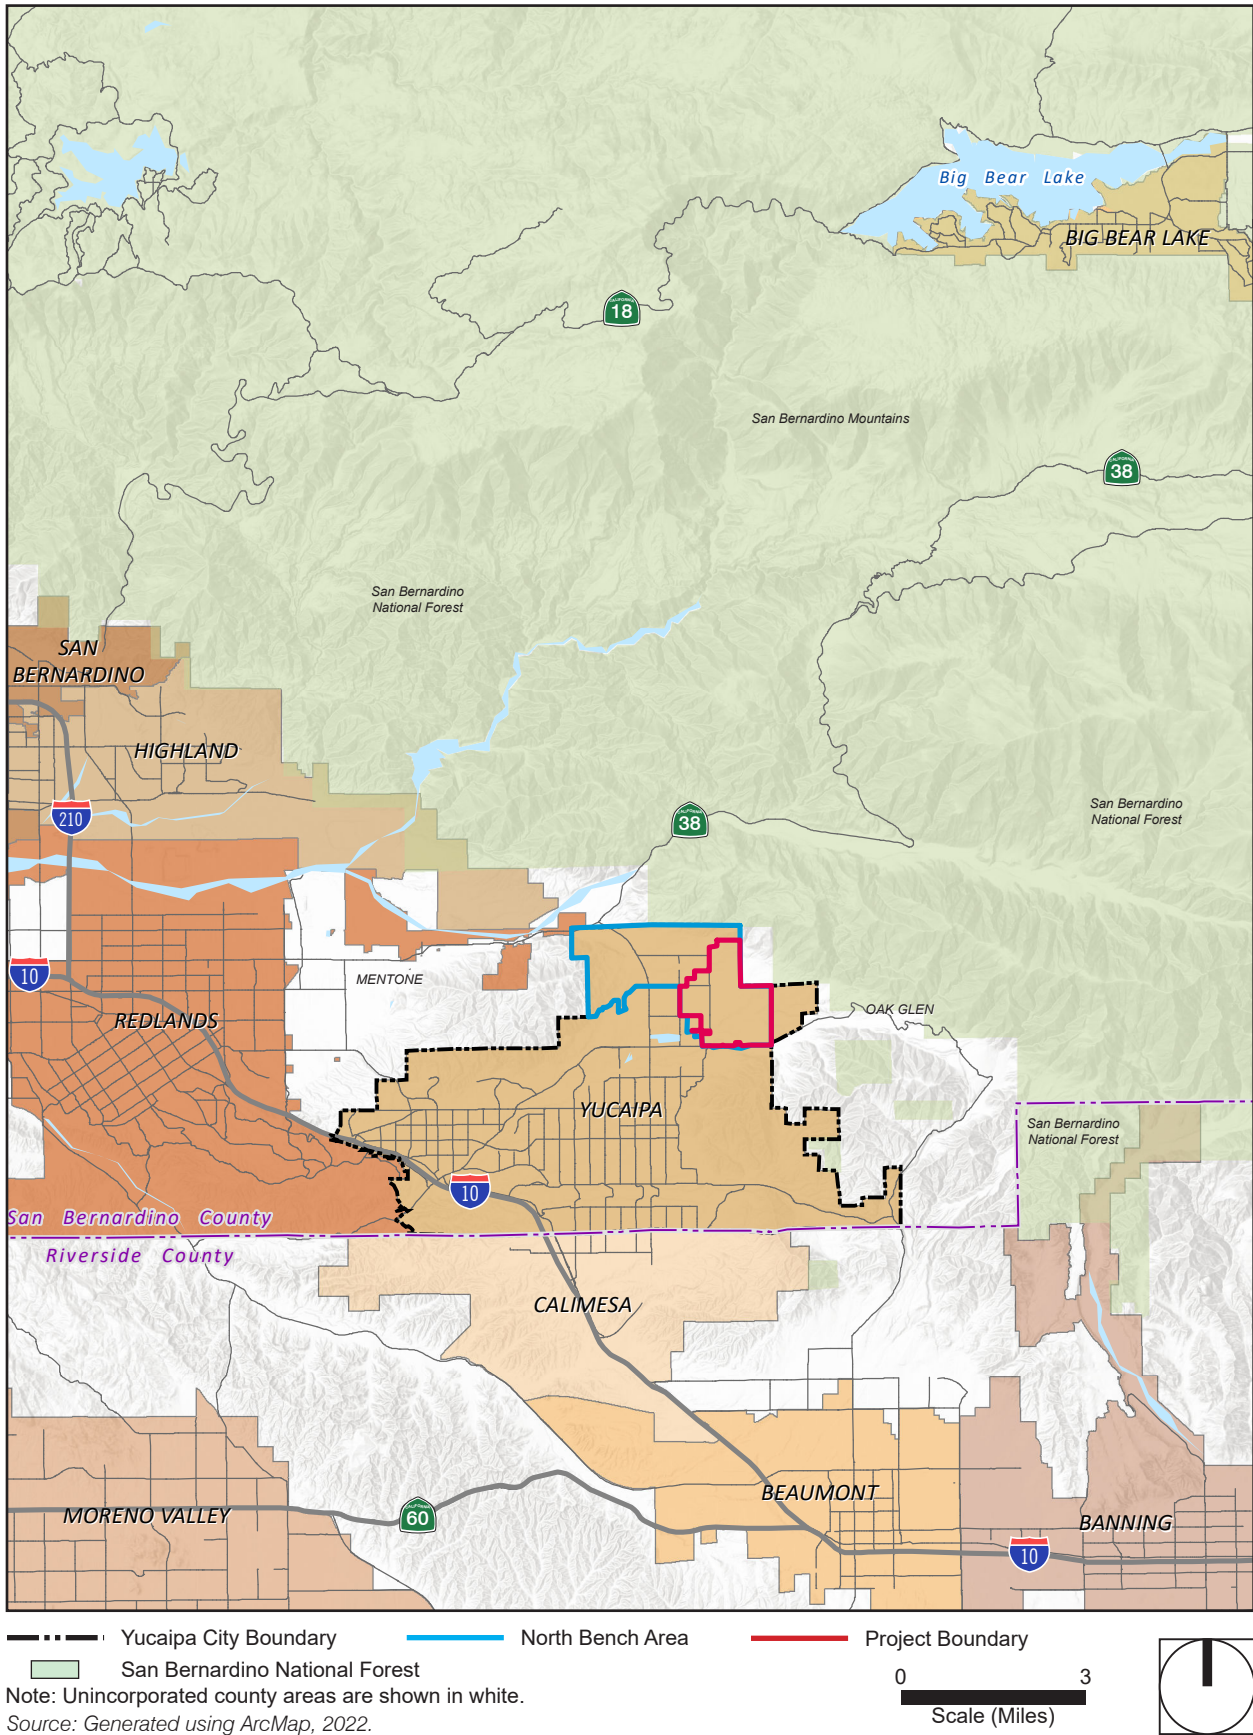 Big Bear Lake
BIG BEAR LAKE
CALIFORNIA
18
San Bernardino Mountains
CALIFORNIA
38
San Bernardino
National Forest
SAN
BERNARDINO
HIGHLAND
210
CALIFORNIA
38
San Bernardino
National Forest
10
MENTONE
REDLANDS
OAK GLEN
YUCAIPA
San Bernardino
National Forest
10
San Bernardino County
Riverside County
CALIMESA
MORENO VALLEY
CALIFORNIA
60
BEAUMONT
BANNING
10
Yucaipa City Boundary
North Bench Area
Project Boundary
San Bernardino National Forest
Note: Unincorporated county areas are shown in white.
Source: Generated using ArcMap, 2022.
0 3
Scale (Miles)